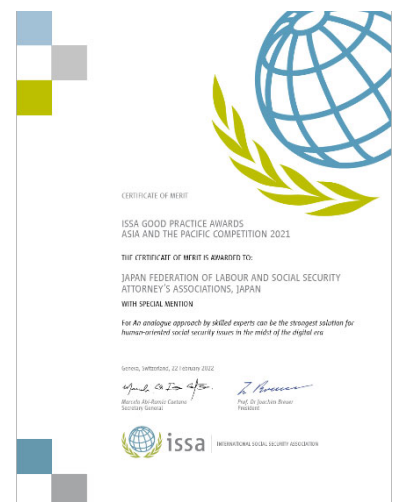 CERTIFICATE OF MERIT
ISSA GOOD PRACTICE AWARDS
ASIA AND THE PACIFIC COMPETITION 2021
THE CERTIFICATE OF MERIT IS AWARDED TO:
JAPAN FEDERATION OF LABOUR AND SOCIAL SECURITY
ATTORNEY'S ASSOCIATIONS, JAPAN
WITH SPECIAL MENTION
For An analogue approach by skilled experts can be the strongest solution for
human-oriented social security issues in the midst of the digital era
Geneva, Switzerland, 22 February 2022
Marcelo Abi-Ramia Caetano
Secretary General
Prof. Dr Joachim Breuer
President
issa
INTERNATIONAL SOCIAL SECURITY ASSOCIATION